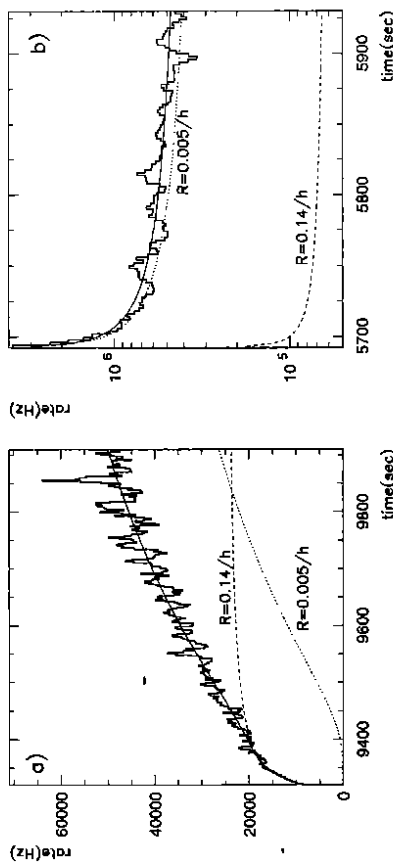 a)
rate(Hz)
60000
40000
20000
0
R=0.14/h
R=0.005/h
9400
9600
9800
time(sec)
b)
rate(Hz)
10 6
10 5
R=0.005/h
R=0.14/h
5700
5800
5900
time(sec)